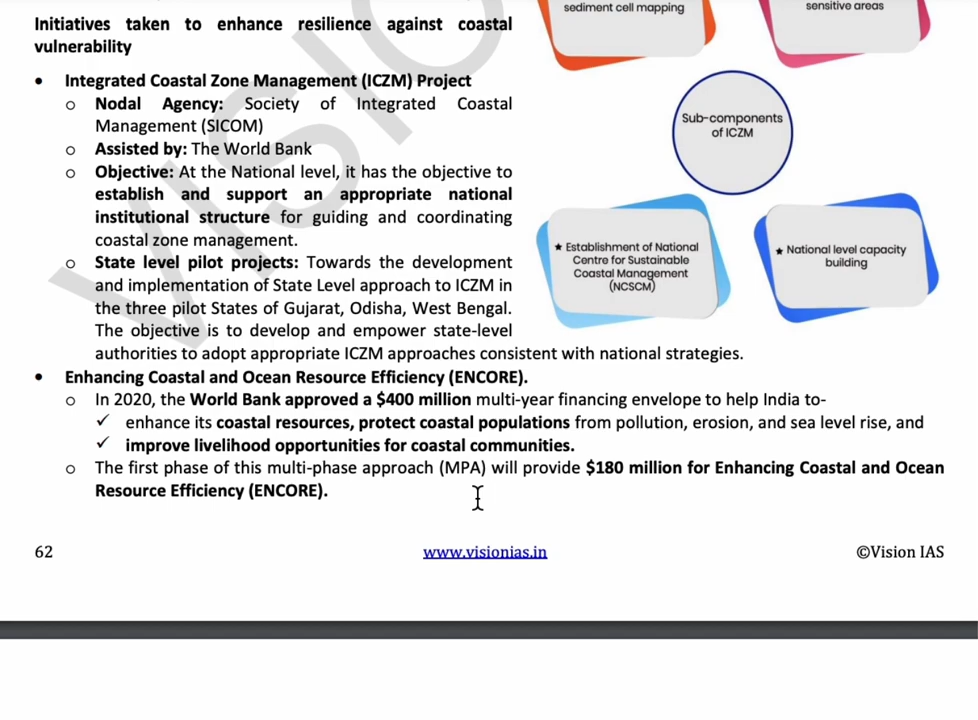 sediment cell mapping
sensitive areas
Initiatives taken to enhance resilience against coastal
vulnerability
• Integrated Coastal Zone Management (ICZM) Project
o Nodal Agency: Society of Integrated Coastal
Management (SICOM)
o Assisted by: The World Bank
o Objective: At the National level, it has the objective to
establish and support an appropriate national
institutional structure for guiding and coordinating
coastal zone management.
o State level pilot projects: Towards the development
and implementation of State Level approach to ICZM in
the three pilot States of Gujarat, Odisha, West Bengal.
The objective is to develop and empower state-level
authorities to adopt appropriate ICZM approaches consistent with national strategies.
Sub-components
of ICZM
★ Establishment of National
Centre for Sustainable
Coastal Management
(NCSCM)
★ National level capacity
building
• Enhancing Coastal and Ocean Resource Efficiency (ENCORE).
o In 2020, the World Bank approved a $400 million multi-year financing envelope to help India to-
✓ enhance its coastal resources, protect coastal populations from pollution, erosion, and sea level rise, and
✓ improve livelihood opportunities for coastal communities.
o The first phase of this multi-phase approach (MPA) will provide $180 million for Enhancing Coastal and Ocean
Resource Efficiency (ENCORE).
62
www.visionias.in
©Vision IAS